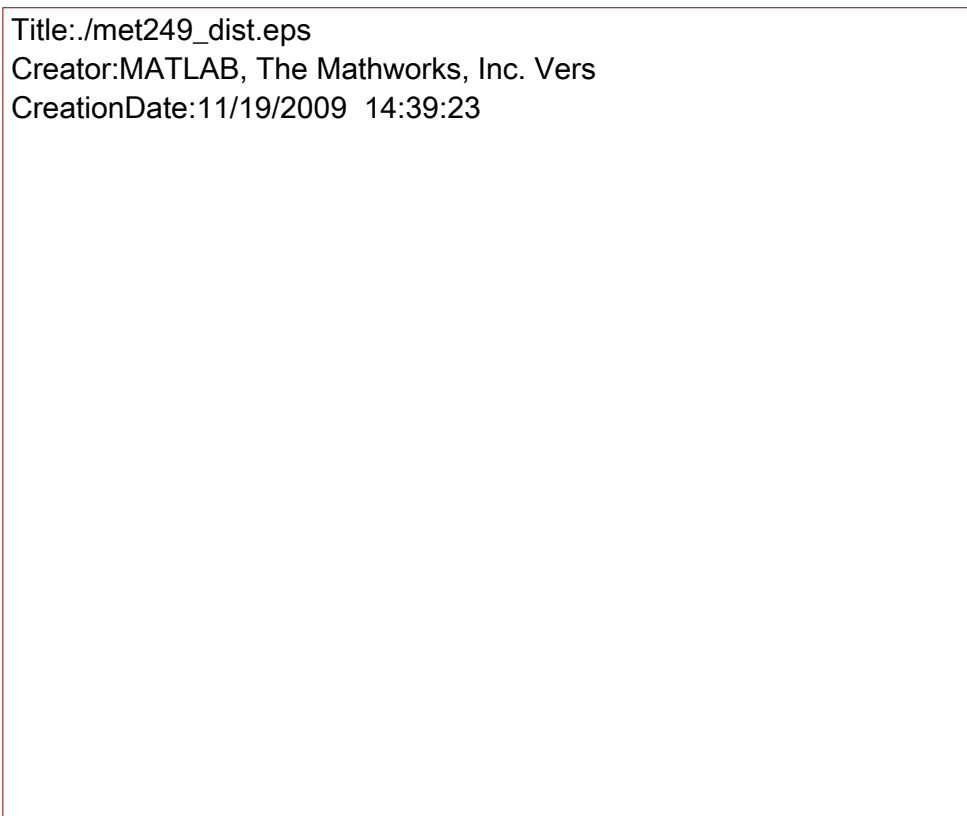 Title:./met249_dist.eps
Creator:MATLAB, The Mathworks, Inc. Vers
CreationDate:11/19/2009  14:39:23